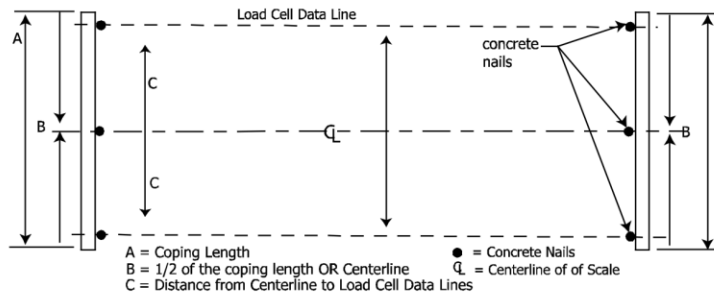 Load Cell Data Line
A
concrete
nails
C
B
℄
B
C
A = Coping Length
B = 1/2 of the coping length OR Centerline
C = Distance from Centerline to Load Cell Data Lines
● = Concrete Nails
℄ = Centerline of of Scale